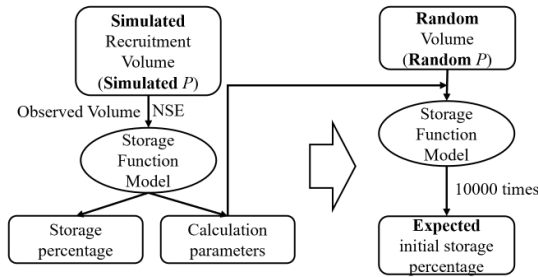 Simulated
Recruitment
Volume
(Simulated P)
Observed Volume NSE
Storage
Function
Model
Storage
percentage
Calculation
parameters
Random
Volume
(Random P)
Storage
Function
Model
10000 times
Expected
initial storage
percentage